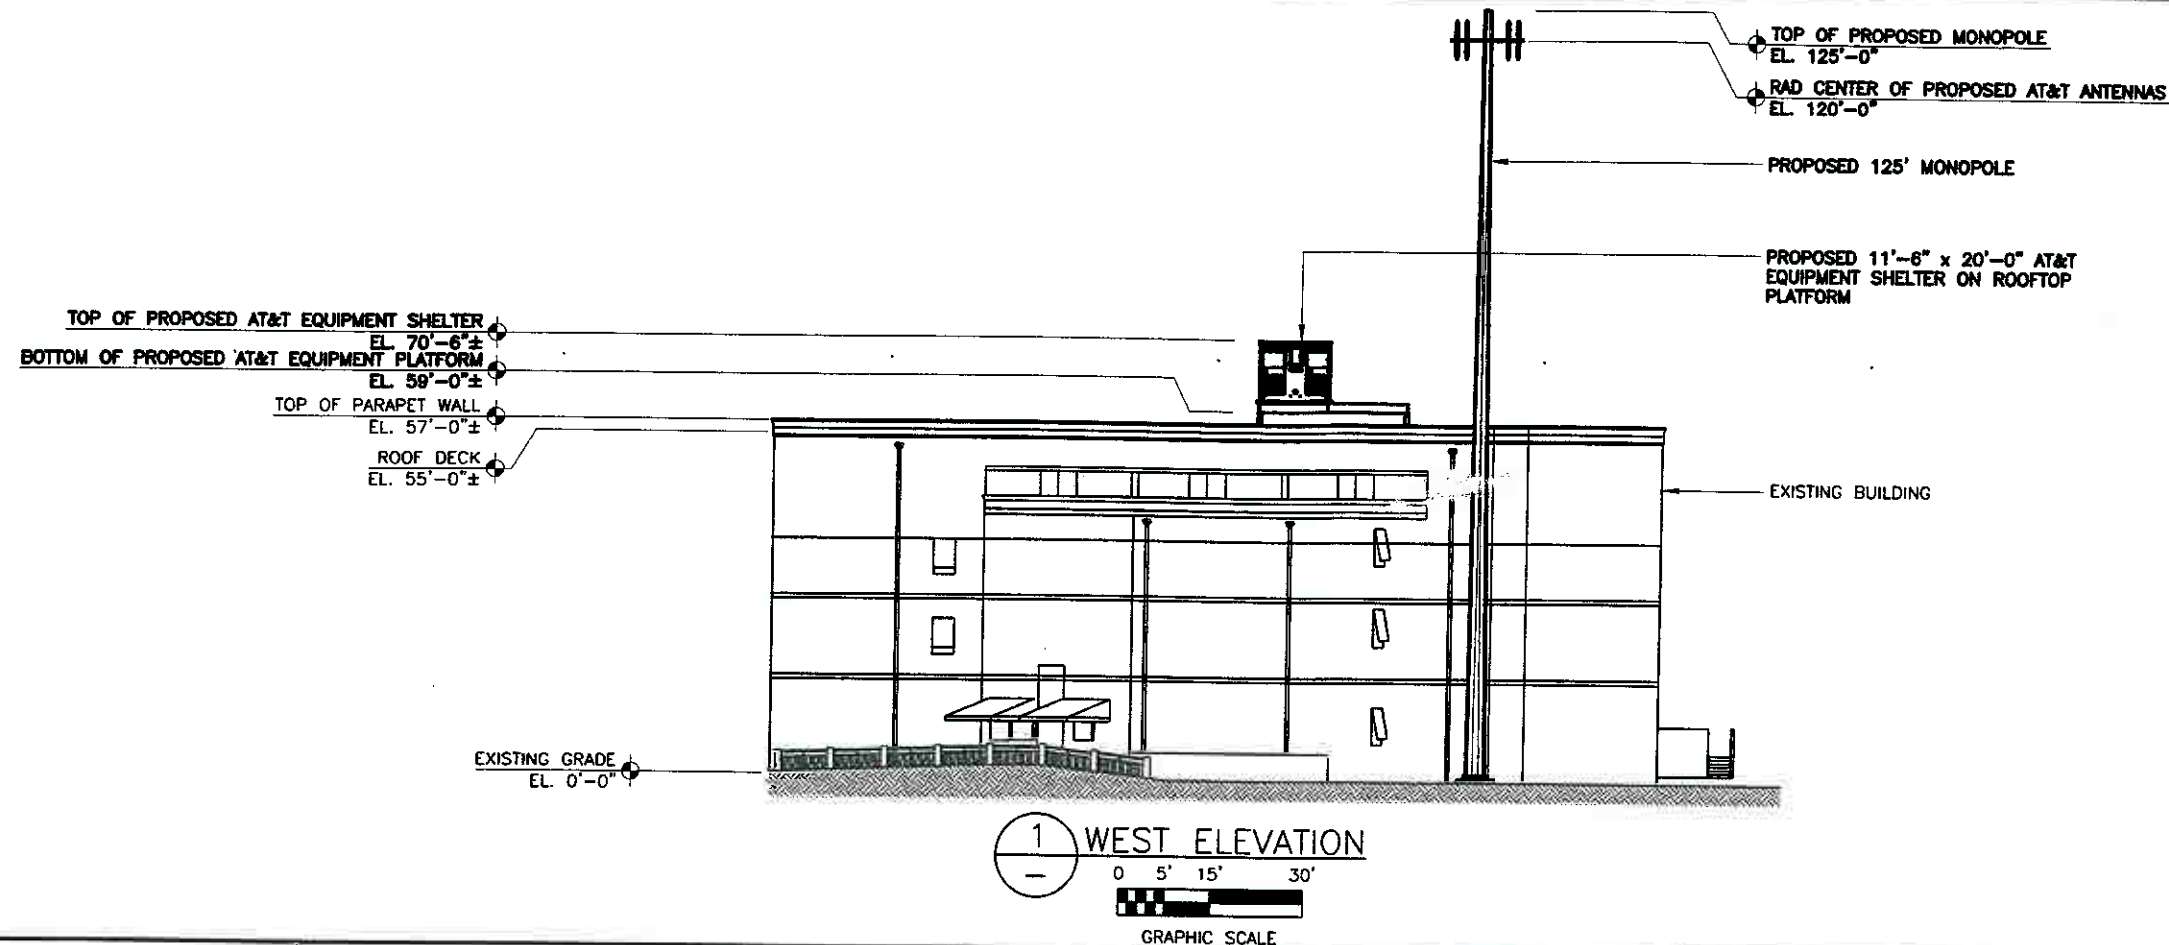 TOP OF PROPOSED MONOPOLE
EL. 125'-0"
RAD CENTER OF PROPOSED AT&T ANTENNAS
EL. 120'-0"
PROPOSED 125' MONOPOLE
PROPOSED 11'-6" x 20'-0" AT&T
EQUIPMENT SHELTER ON ROOFTOP
PLATFORM
TOP OF PROPOSED AT&T EQUIPMENT SHELTER
EL. 70'-6"±
BOTTOM OF PROPOSED AT&T EQUIPMENT PLATFORM
EL. 59'-0"±
TOP OF PARAPET WALL
EL. 57'-0"±
ROOF DECK
EL. 55'-0"±
EXISTING BUILDING
EXISTING GRADE
EL. 0'-0"
1
WEST ELEVATION
0 5' 15' 30'
GRAPHIC SCALE